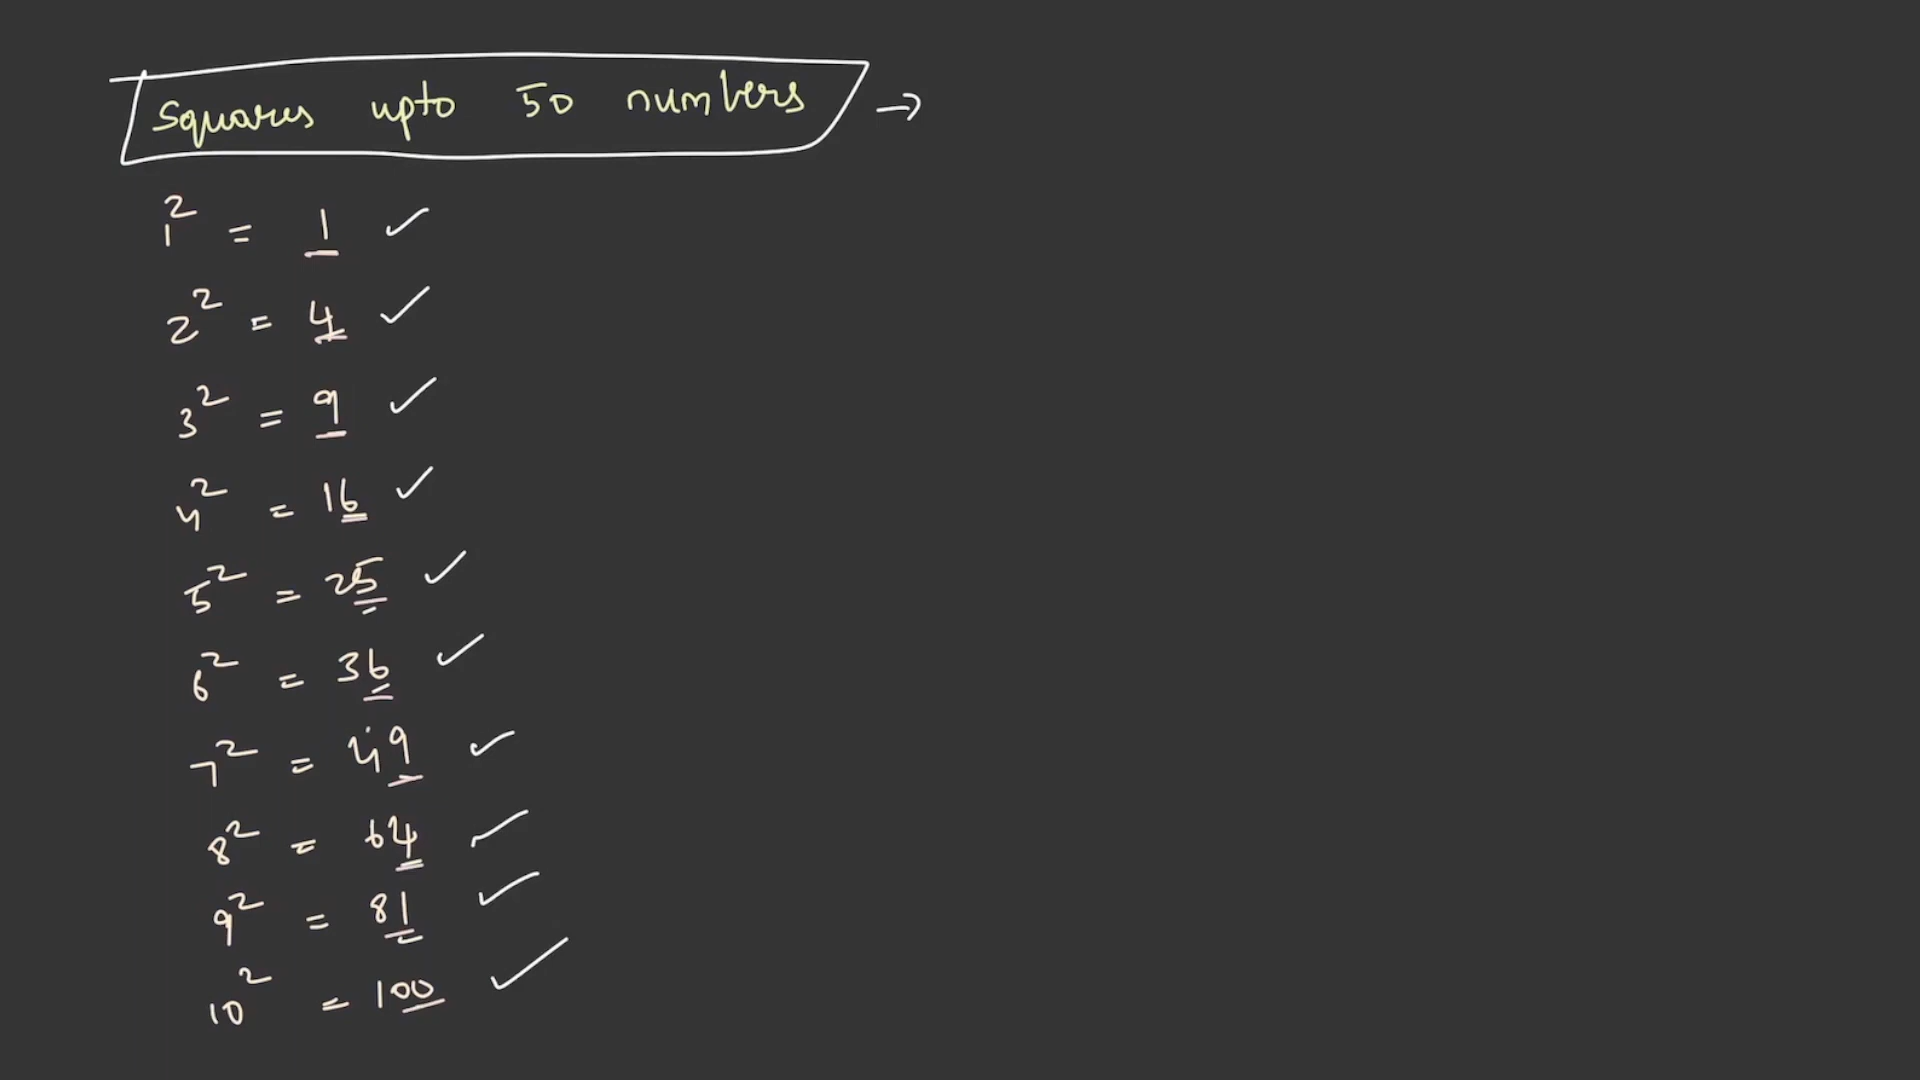 Squares upto 50 numbers →
1² = 1 ✓
2² = 4 ✓
3² = 9 ✓
4² = 16 ✓
5² = 25 ✓
6² = 36 ✓
7² = 49 ✓
8² = 64 ✓
9² = 81 ✓
10² = 100 ✓